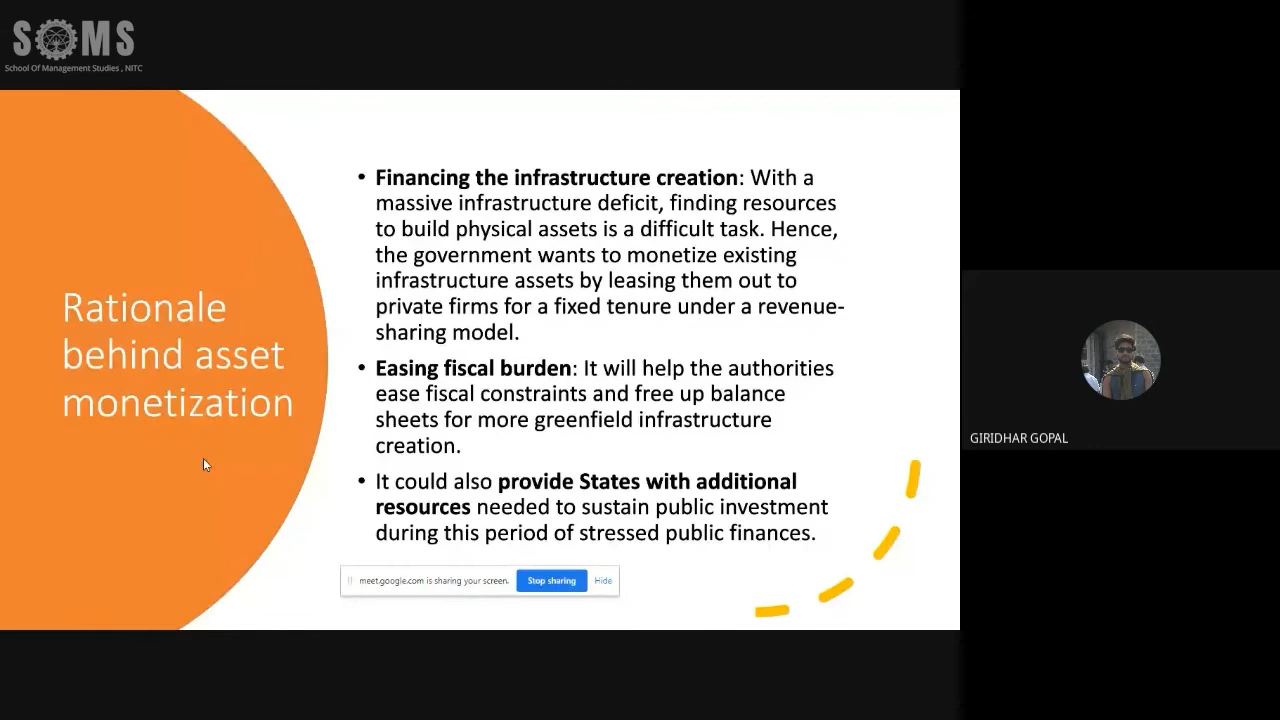 SOMS
School Of Management Studies , NITC
Rationale
behind asset
monetization
• Financing the infrastructure creation: With a
massive infrastructure deficit, finding resources
to build physical assets is a difficult task. Hence,
the government wants to monetize existing
infrastructure assets by leasing them out to
private firms for a fixed tenure under a revenue-
sharing model.
• Easing fiscal burden: It will help the authorities
ease fiscal constraints and free up balance
sheets for more greenfield infrastructure
creation.
• It could also provide States with additional
resources needed to sustain public investment
during this period of stressed public finances.
meet.google.com is sharing your screen. Stop sharing Hide
GIRIDHAR GOPAL